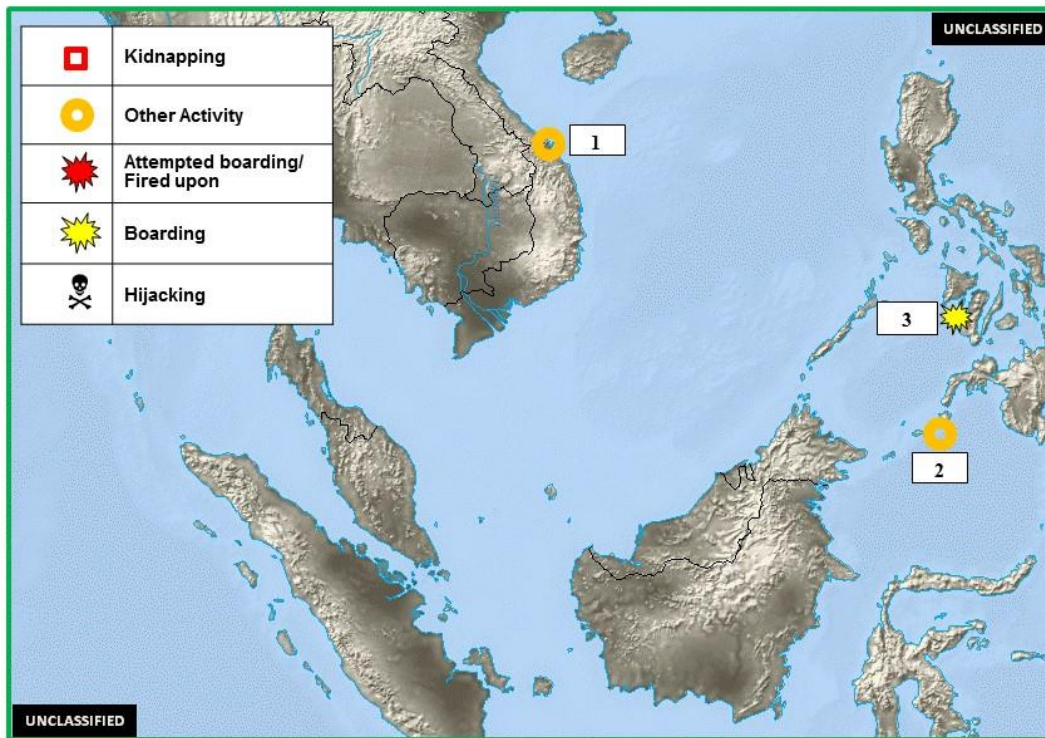 UNCLASSIFIED
Kidnapping
Other Activity
Attempted boarding/
Fired upon
Boarding
Hijacking
1
3
2
UNCLASSIFIED